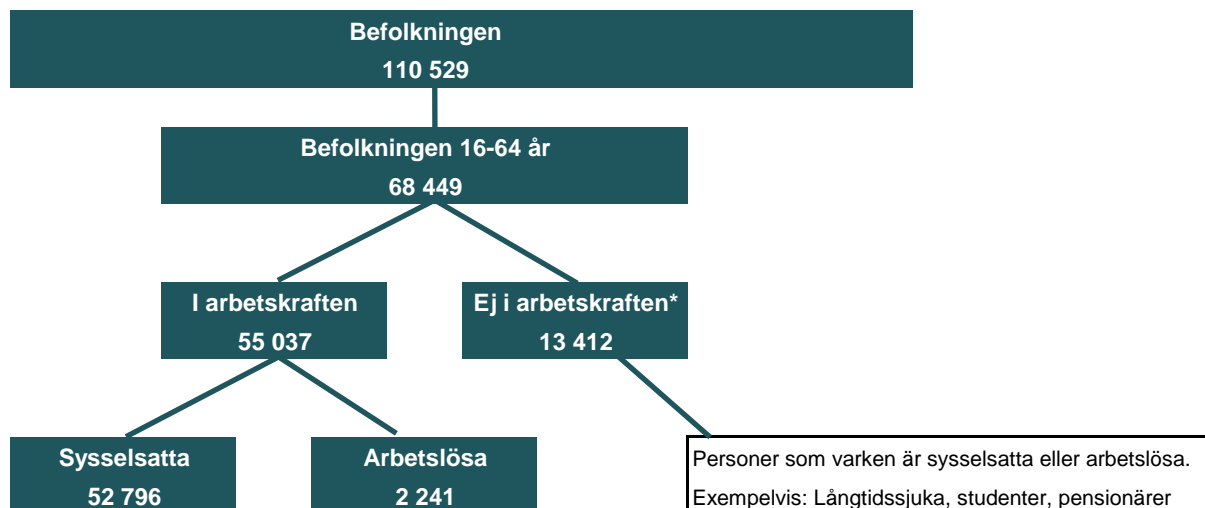 Befolkningen
110 529
Befolkningen 16-64 år
68 449
I arbetskraften
55 037
Ej i arbetskraften*
13 412
Sysselsatta
52 796
Arbetslösa
2 241
Personer som varken är sysselsatta eller arbetslösa.
Exempelvis: Långtidssjuka, studenter, pensionärer